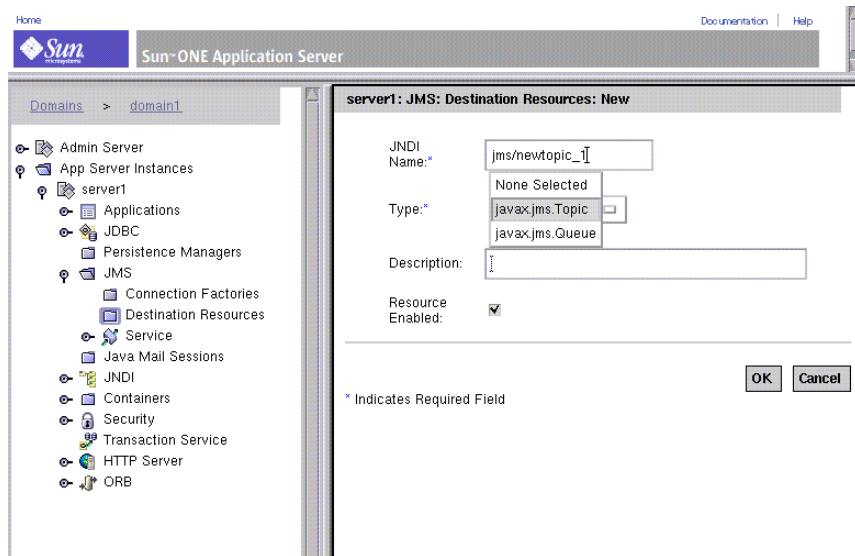 Home
Documentation | Help
Sun
microsystems
Sun™ONE Application Server
Domains > domain1
Admin Server
App Server Instances
server1
Applications
JDBC
Persistence Managers
JMS
Connection Factories
Destination Resources
Service
Java Mail Sessions
JNDI
Containers
Security
Transaction Service
HTTP Server
ORB
server1: JMS: Destination Resources: New
JNDI
Name:*
jms/newtopic_1
None Selected
Type:*
javax.jms.Topic
javax.jms.Queue
Description:
Resource
Enabled:
OK
Cancel
* Indicates Required Field